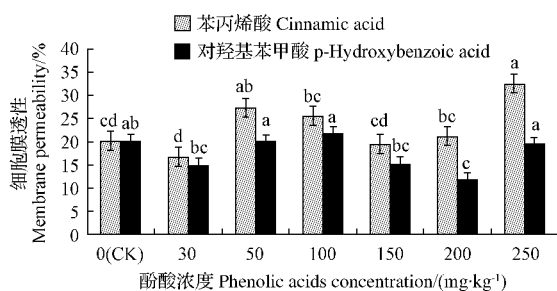 苯丙烯酸 Cinnamic acid
对羟基苯甲酸 p-Hydroxybenzoic acid
细胞膜透性
Membrane permeability/%
40
35
30
25
20
15
10
5
0
cd ab d bc ab a bc a cd bc bc c a a
0(CK) 30 50 100 150 200 250
酚酸浓度 Phenolic acids concentration/(mg·kg⁻¹)